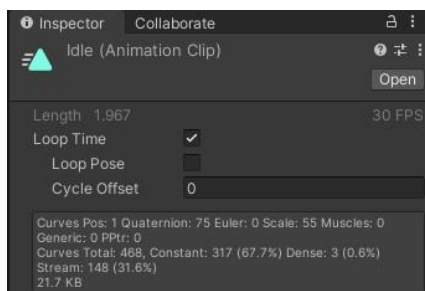 Inspector Collaborate
Idle (Animation Clip)
Open
Length 1.967 30 FPS
Loop Time
Loop Pose
Cycle Offset 0
Curves Pos: 1 Quaternion: 75 Euler: 0 Scale: 55 Muscles: 0
Generic: 0 PPtr: 0
Curves Total: 468, Constant: 317 (67.7%) Dense: 3 (0.6%)
Stream: 148 (31.6%)
21.7 KB